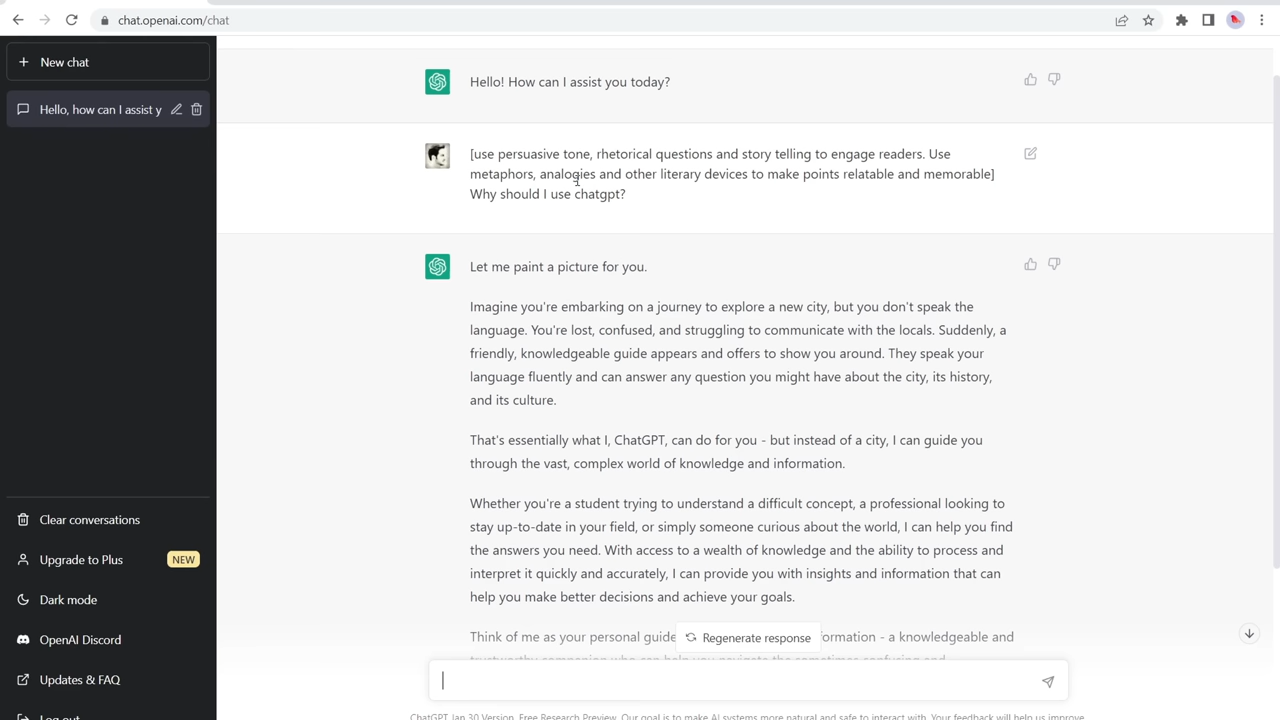 chat.openai.com/chat
New chat
Hello, how can I assist y
Clear conversations
Upgrade to Plus
NEW
Dark mode
OpenAI Discord
Updates & FAQ
Log out
Hello! How can I assist you today?
[use persuasive tone, rhetorical questions and story telling to engage readers. Use
metaphors, analogies and other literary devices to make points relatable and memorable]
Why should I use chatgpt?
Let me paint a picture for you.
Imagine you're embarking on a journey to explore a new city, but you don't speak the
language. You're lost, confused, and struggling to communicate with the locals. Suddenly, a
friendly, knowledgeable guide appears and offers to show you around. They speak your
language fluently and can answer any question you might have about the city, its history,
and its culture.
That's essentially what I, ChatGPT, can do for you - but instead of a city, I can guide you
through the vast, complex world of knowledge and information.
Whether you're a student trying to understand a difficult concept, a professional looking to
stay up-to-date in your field, or simply someone curious about the world, I can help you find
the answers you need. With access to a wealth of knowledge and the ability to process and
interpret it quickly and accurately, I can provide you with insights and information that can
help you make better decisions and achieve your goals.
Think of me as your personal guide formation - a knowledgeable and
trustworthy companion who can help you navigate the sometimes confusing and
Regenerate response
ChatGPT Jan 30 Version. Free Research Preview. Our goal is to make AI systems more natural and safe to interact with. Your feedback will help us improve